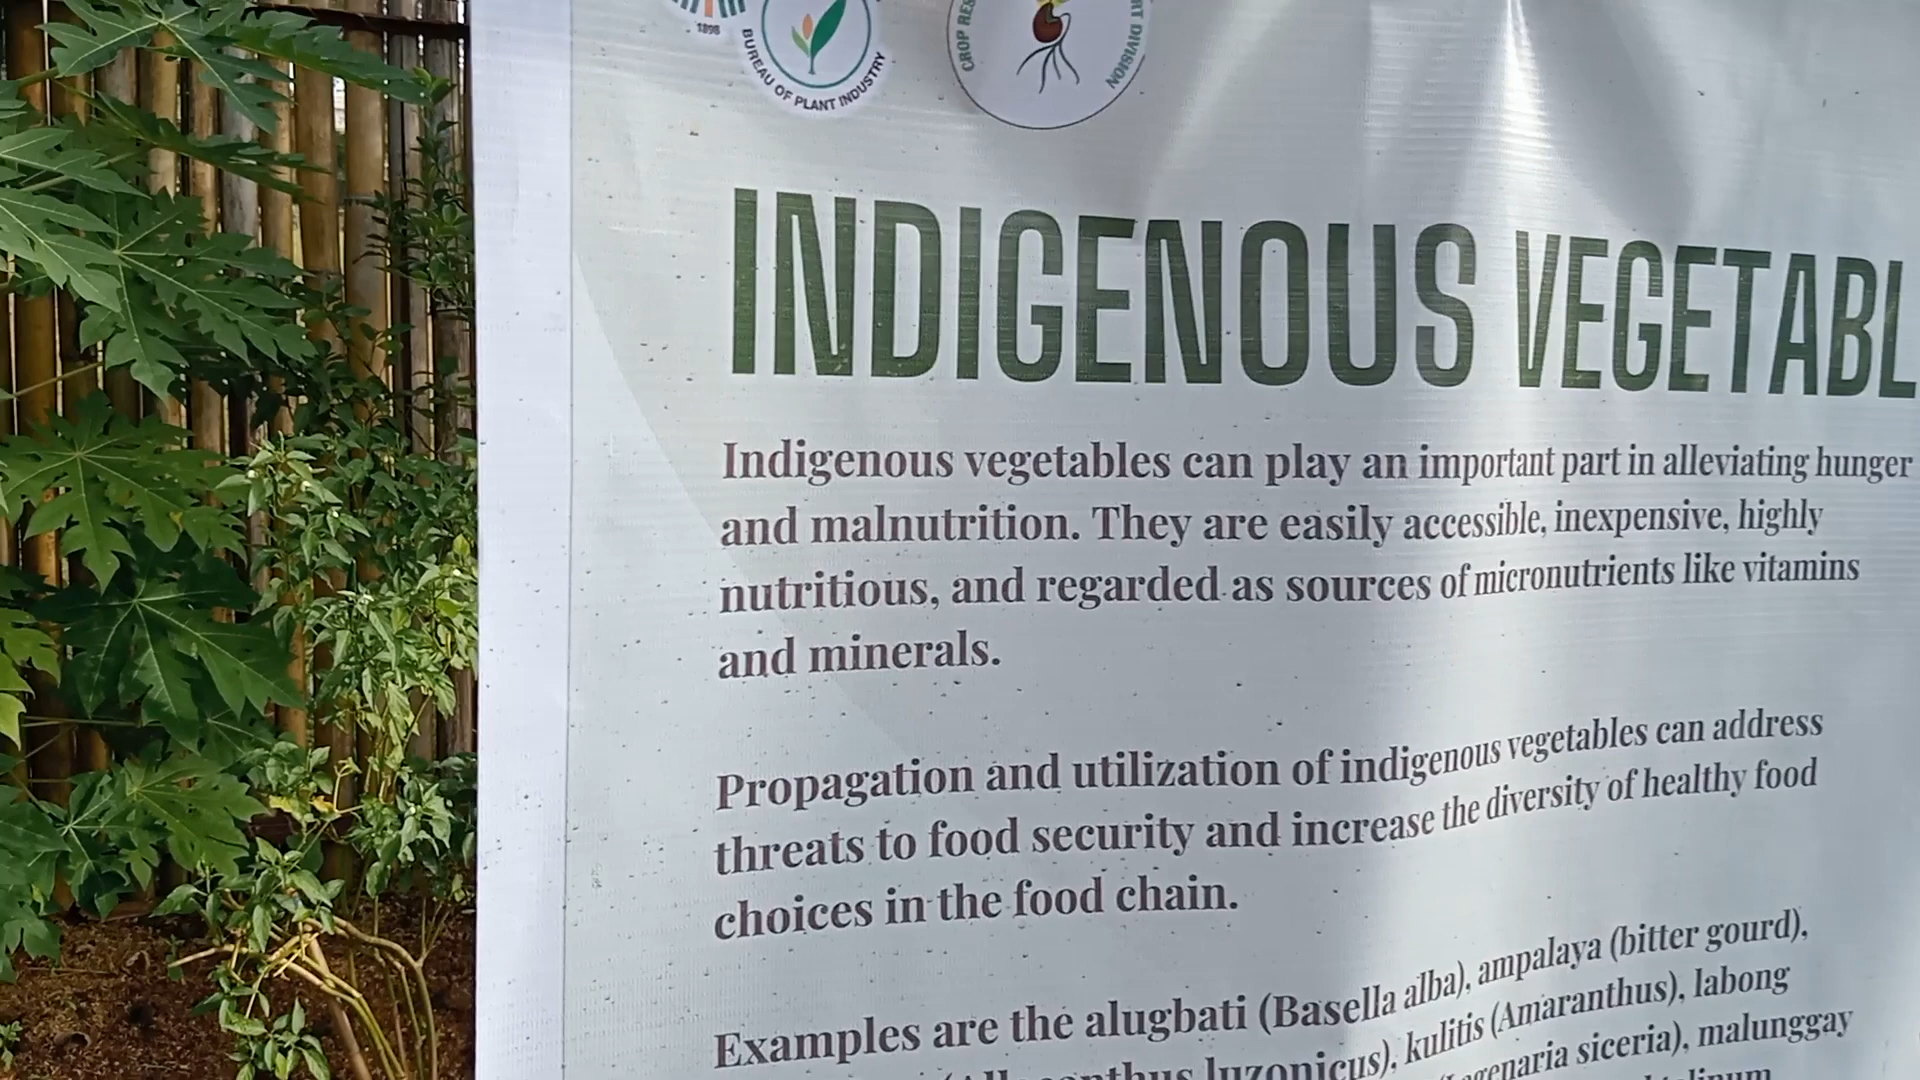 1898
BUREAU OF PLANT INDUSTRY
CROP
DIVISION
INDIGENOUS
Indigenous vegetables can play an important part in alleviating hunger
and malnutrition. They are easily accessible, inexpensive, highly
nutritious, and regarded as sources of micronutrients like vitamins
and minerals.
Propagation and utilization of indigenous vegetables can address
threats to food security and increase the diversity of healthy food
choices in the food chain.
Examples are the alugbati (Basella alba), ampalaya (bitter gourd),
luzonicus), kulitis (Amaranthus), labong
siceria), malunggay